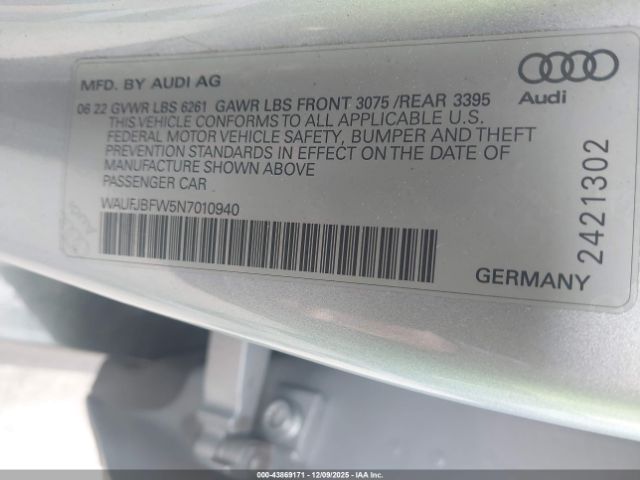 MFD. BY AUDI AG
06 22 GVWR LBS 6261 GAWR LBS FRONT 3075 /REAR 3395
THIS VEHICLE CONFORMS TO ALL APPLICABLE U.S.
FEDERAL MOTOR VEHICLE SAFETY, BUMPER AND THEFT
PREVENTION STANDARDS IN EFFECT ON THE DATE OF
MANUFACTURE SHOWN ABOVE
PASSENGER CAR
WAUFJBFW5N7010940
Audi
Audi
2421302
GERMANY
000-43869171 - 12/09/2025 - IAA Inc.